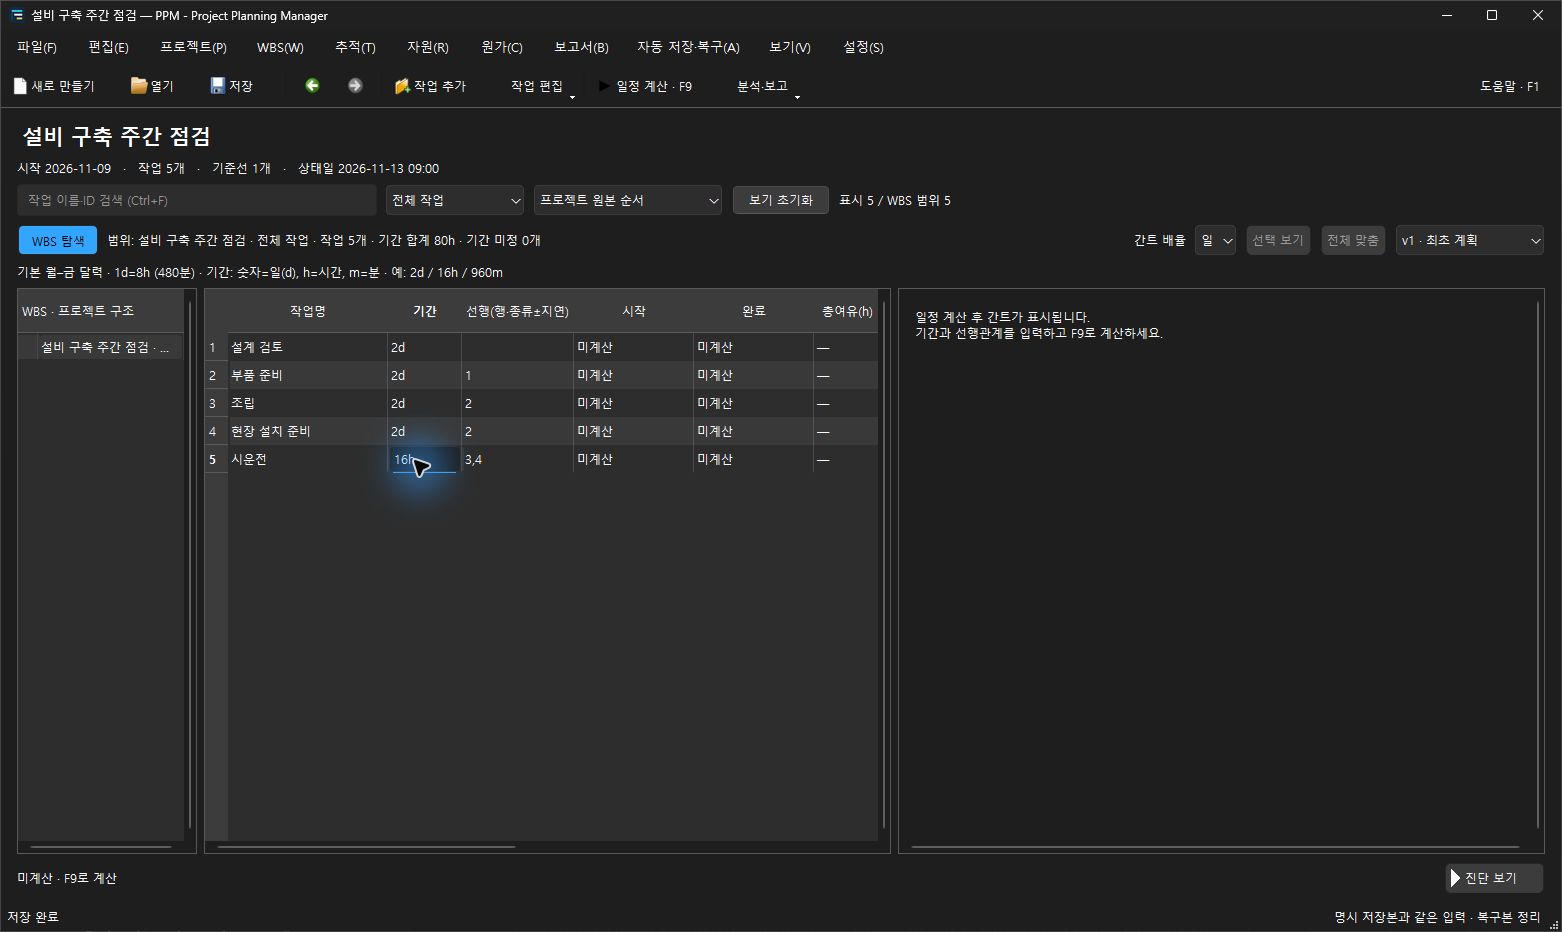 설비 구축 주간 점검 — PPM - Project Planning Manager
파일(F) 편집(E) 프로젝트(P) WBS(W) 추적(T) 자원(R) 원가(C) 보고서(B) 자동 저장·복구(A) 보기(V) 설정(S)
새로 만들기 열기 저장 작업 추가 작업 편집 일정 계산 · F9 분석·보고 도움말 · F1
설비 구축 주간 점검
시작 2026-11-09 · 작업 5개 · 기준선 1개 · 상태일 2026-11-13 09:00
작업 이름·ID 검색 (Ctrl+F) 전체 작업 프로젝트 원본 순서 보기 초기화 표시 5 / WBS 범위 5
WBS 탐색 범위: 설비 구축 주간 점검 · 전체 작업 · 작업 5개 · 기간 합계 80h · 기간 미정 0개 간트 배율 일 선택 보기 전체 맞춤 v1 · 최초 계획
기본 월–금 달력 · 1d=8h (480분) · 기간: 숫자=일(d), h=시간, m=분 · 예: 2d / 16h / 960m
WBS · 프로젝트 구조
설비 구축 주간 점검 · ...
작업명 기간 선행(행·종류±지연) 시작 완료 총여유(h)
1 설계 검토 2d 미계산 미계산 —
2 부품 준비 2d 1 미계산 미계산 —
3 조립 2d 2 미계산 미계산 —
4 현장 설치 준비 2d 2 미계산 미계산 —
5 시운전 16h 3,4 미계산 미계산 —
일정 계산 후 간트가 표시됩니다.
기간과 선행관계를 입력하고 F9로 계산하세요.
미계산 · F9로 계산 진단 보기
저장 완료 명시 저장본과 같은 입력 · 복구본 정리